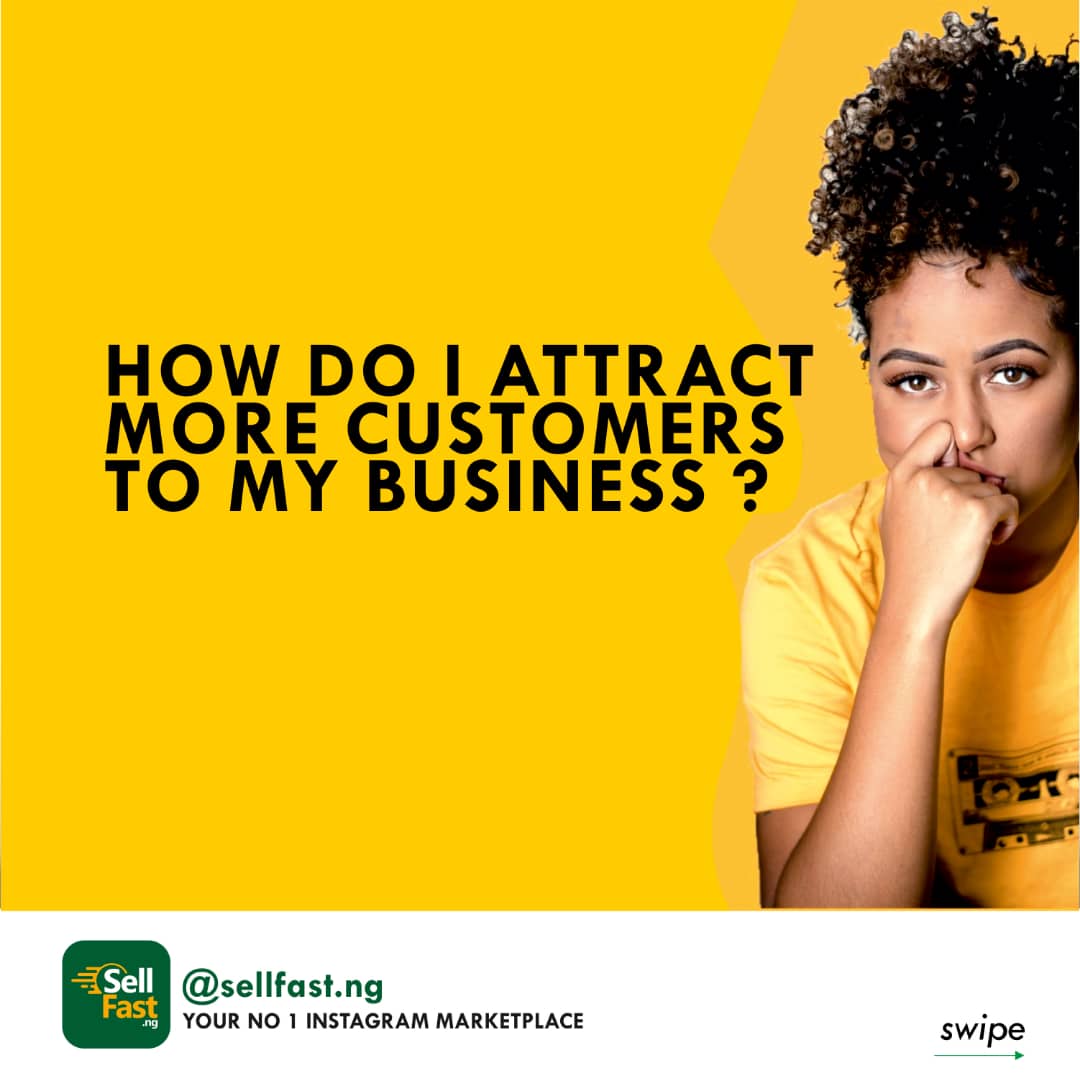 HOW DO I ATTRACT
MORE CUSTOMERS
TO MY BUSINESS ?
Sell
Fast
.ng
@sellfast.ng
YOUR NO 1 INSTAGRAM MARKETPLACE
swipe